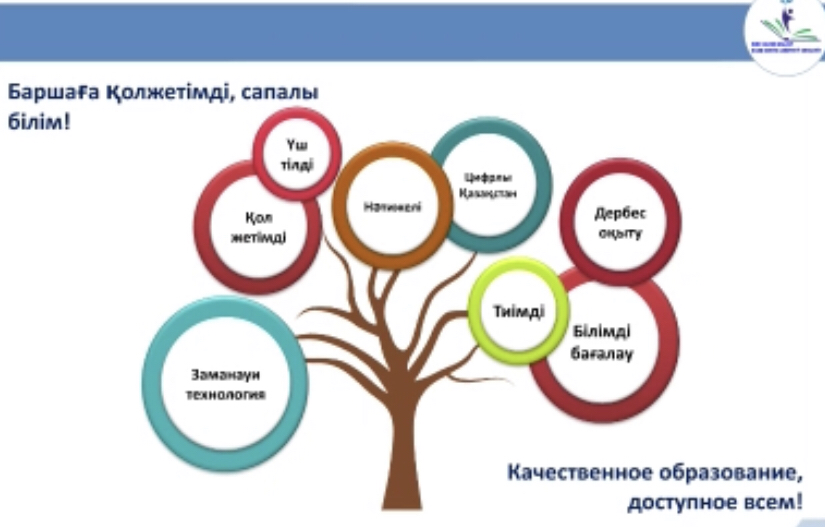 Баршаға Қолжетімді, сапалы
білім!
Үш
тілді
Қол
жетімді
Нәтижелі
Цифрлы
Қазақстан
Дербес
оқыту
Тиімді
Білімді
бағалау
Заманауи
технология
Качественное образование,
доступное всем!